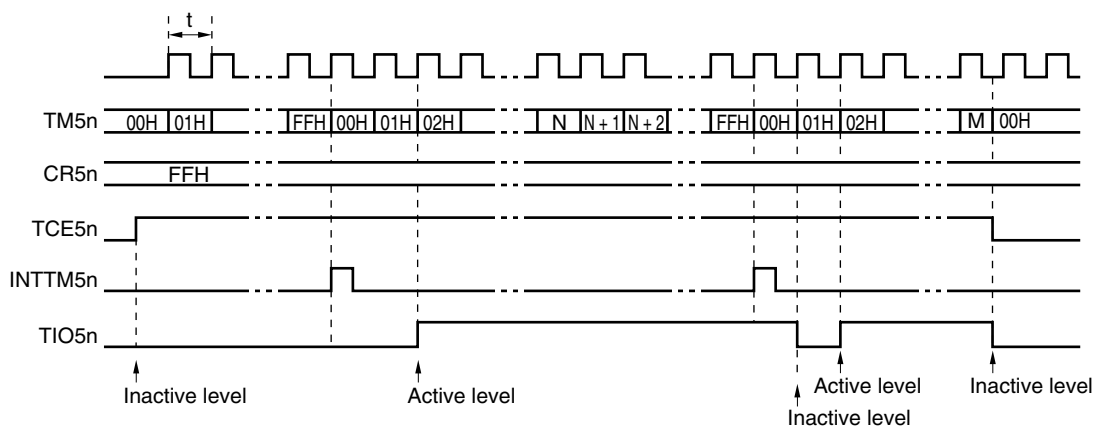 t
TM5n 00H 01H FFH 00H 01H 02H N N + 1 N + 2 FFH 00H 01H 02H M 00H
CR5n FFH
TCE5n
INTTM5n
TIO5n
Inactive level Active level Active level Inactive level
Inactive level